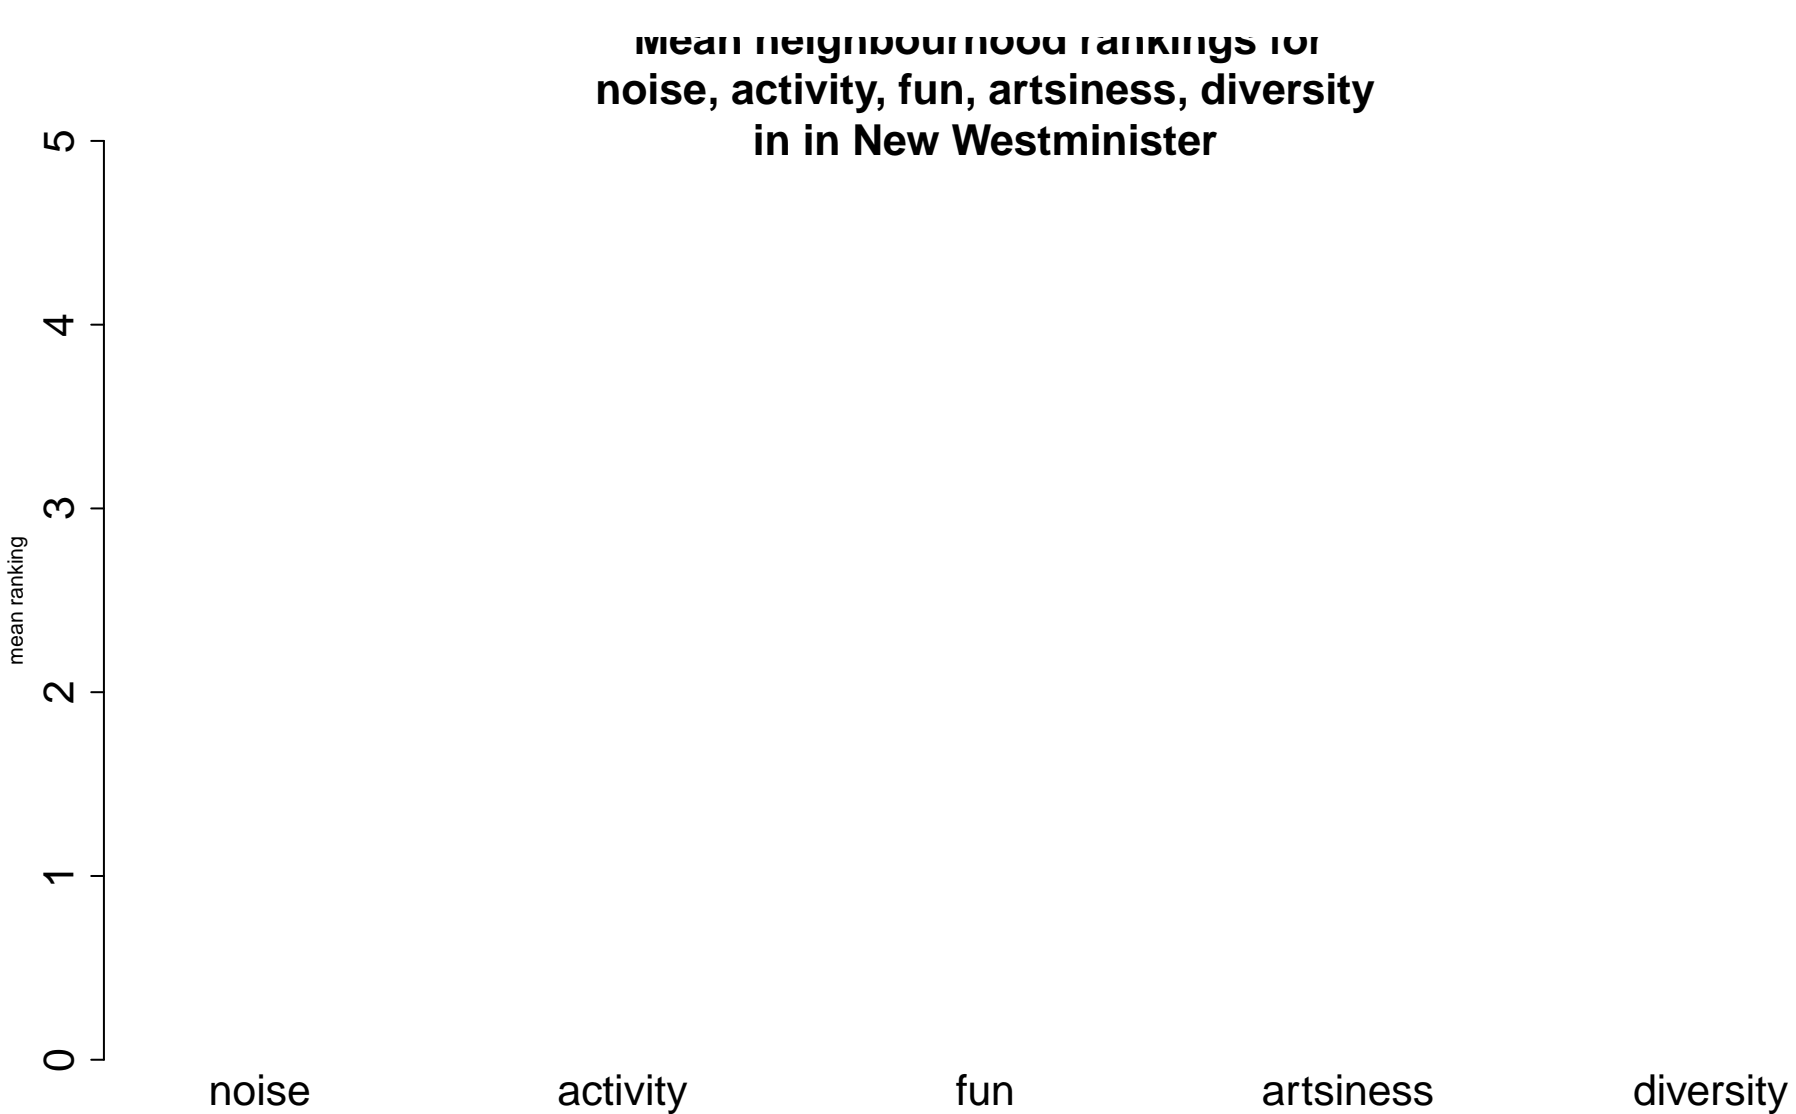 Mean neighbourhood rankings for
noise, activity, fun, artsiness, diversity
in in New Westminister
5
4
3
2
1
0
mean ranking
noise activity fun artsiness diversity